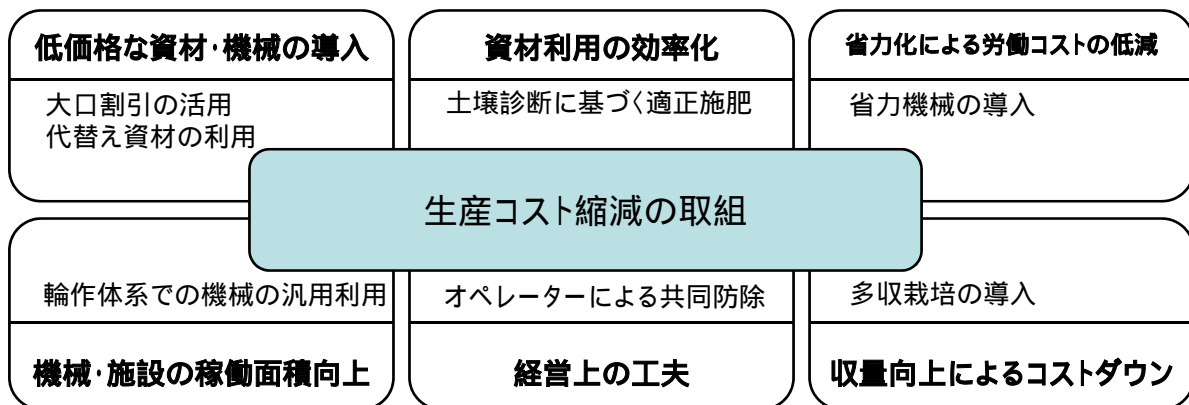 低価格な資材･機械の導入
大口割引の活用
代替え資材の利用
資材利用の効率化
土壌診断に基づく適正施肥
省力化による労働コストの低減
省力機械の導入
生産コスト縮減の取組
輪作体系での機械の汎用利用
機械･施設の稼働面積向上
オペレーターによる共同防除
経営上の工夫
多収栽培の導入
収量向上によるコストダウン